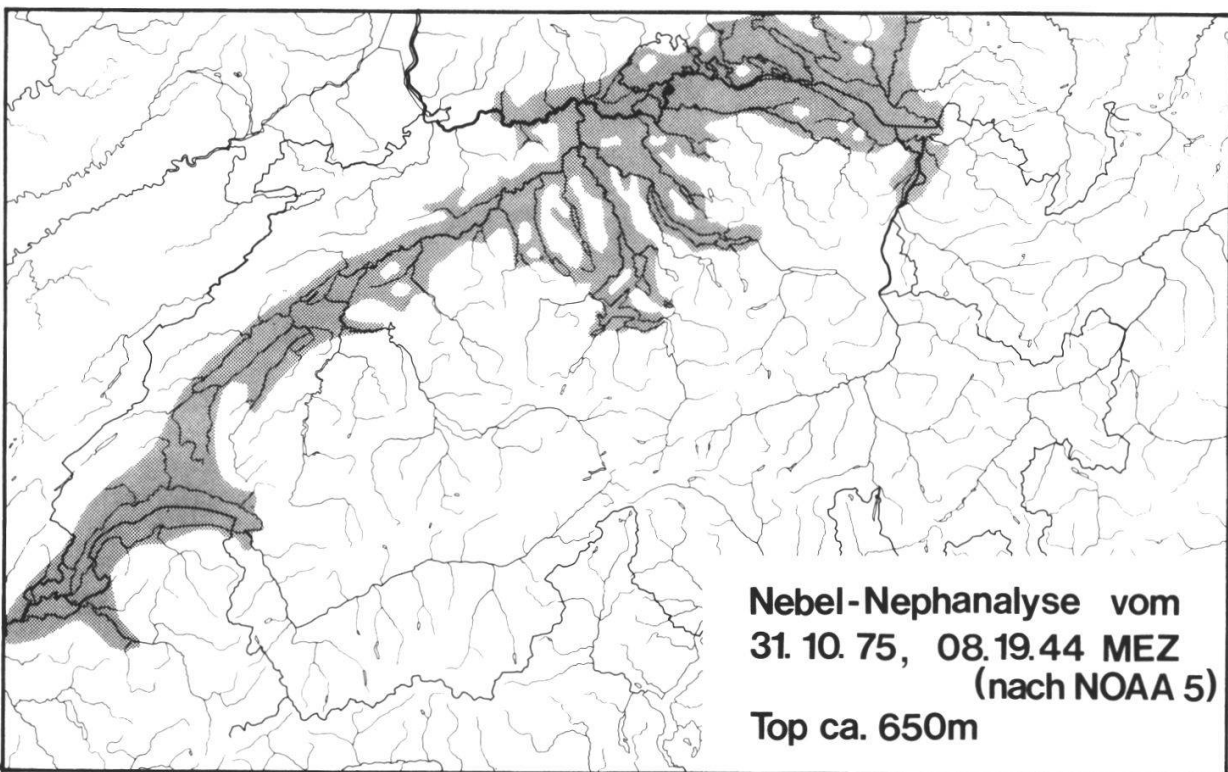 Nebel-Nephanalyse vom
31. 10. 75, 08.19.44 MEZ
(nach NOAA 5)
Top ca. 650m